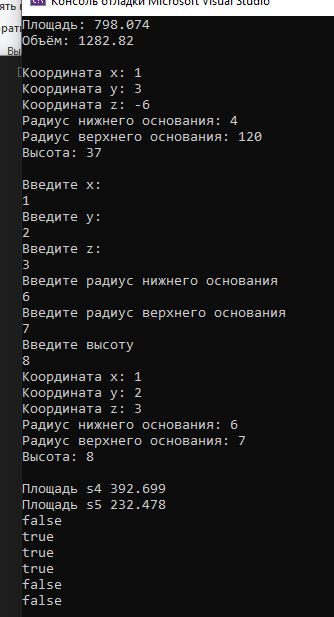 Консоль отладки Microsoft Visual Studio
Площадь: 798.074
Объём: 1282.82
Координата x: 1
Координата y: 3
Координата z: -6
Радиус нижнего основания: 4
Радиус верхнего основания: 120
Высота: 37
Введите x:
1
Введите y:
2
Введите z:
3
Введите радиус нижнего основания
6
Введите радиус верхнего основания
7
Введите высоту
8
Координата x: 1
Координата y: 2
Координата z: 3
Радиус нижнего основания: 6
Радиус верхнего основания: 7
Высота: 8
Площадь s4 392.699
Площадь s5 232.478
false
true
true
true
false
false